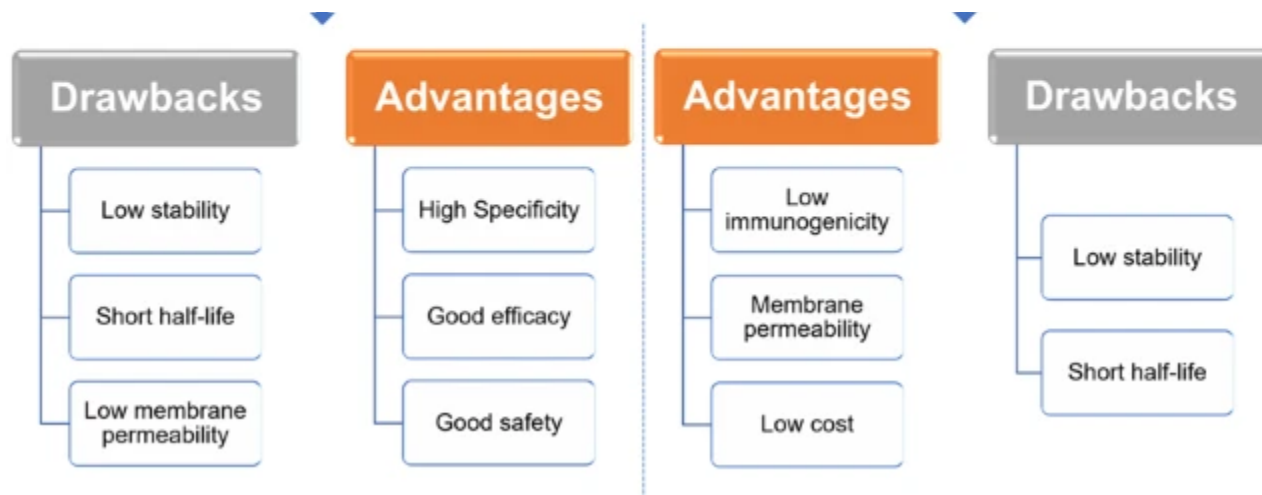 Drawbacks
Low stability
Short half-life
Low membrane
permeability
Advantages
High Specificity
Good efficacy
Good safety
Advantages
Low
immunogenicity
Membrane
permeability
Low cost
Drawbacks
Low stability
Short half-life